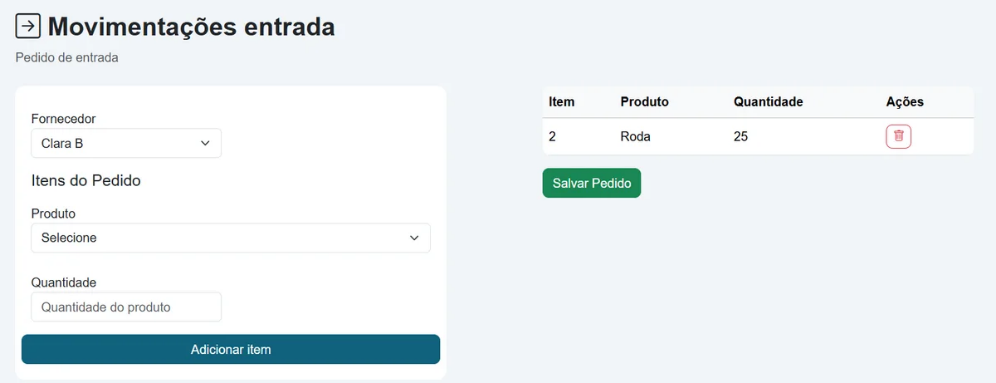 Movimentações entrada
Pedido de entrada
Fornecedor
Clara B
Itens do Pedido
Produto
Selecione
Quantidade
Quantidade do produto
Adicionar item
Item Produto Quantidade Ações
2 Roda 25
Salvar Pedido